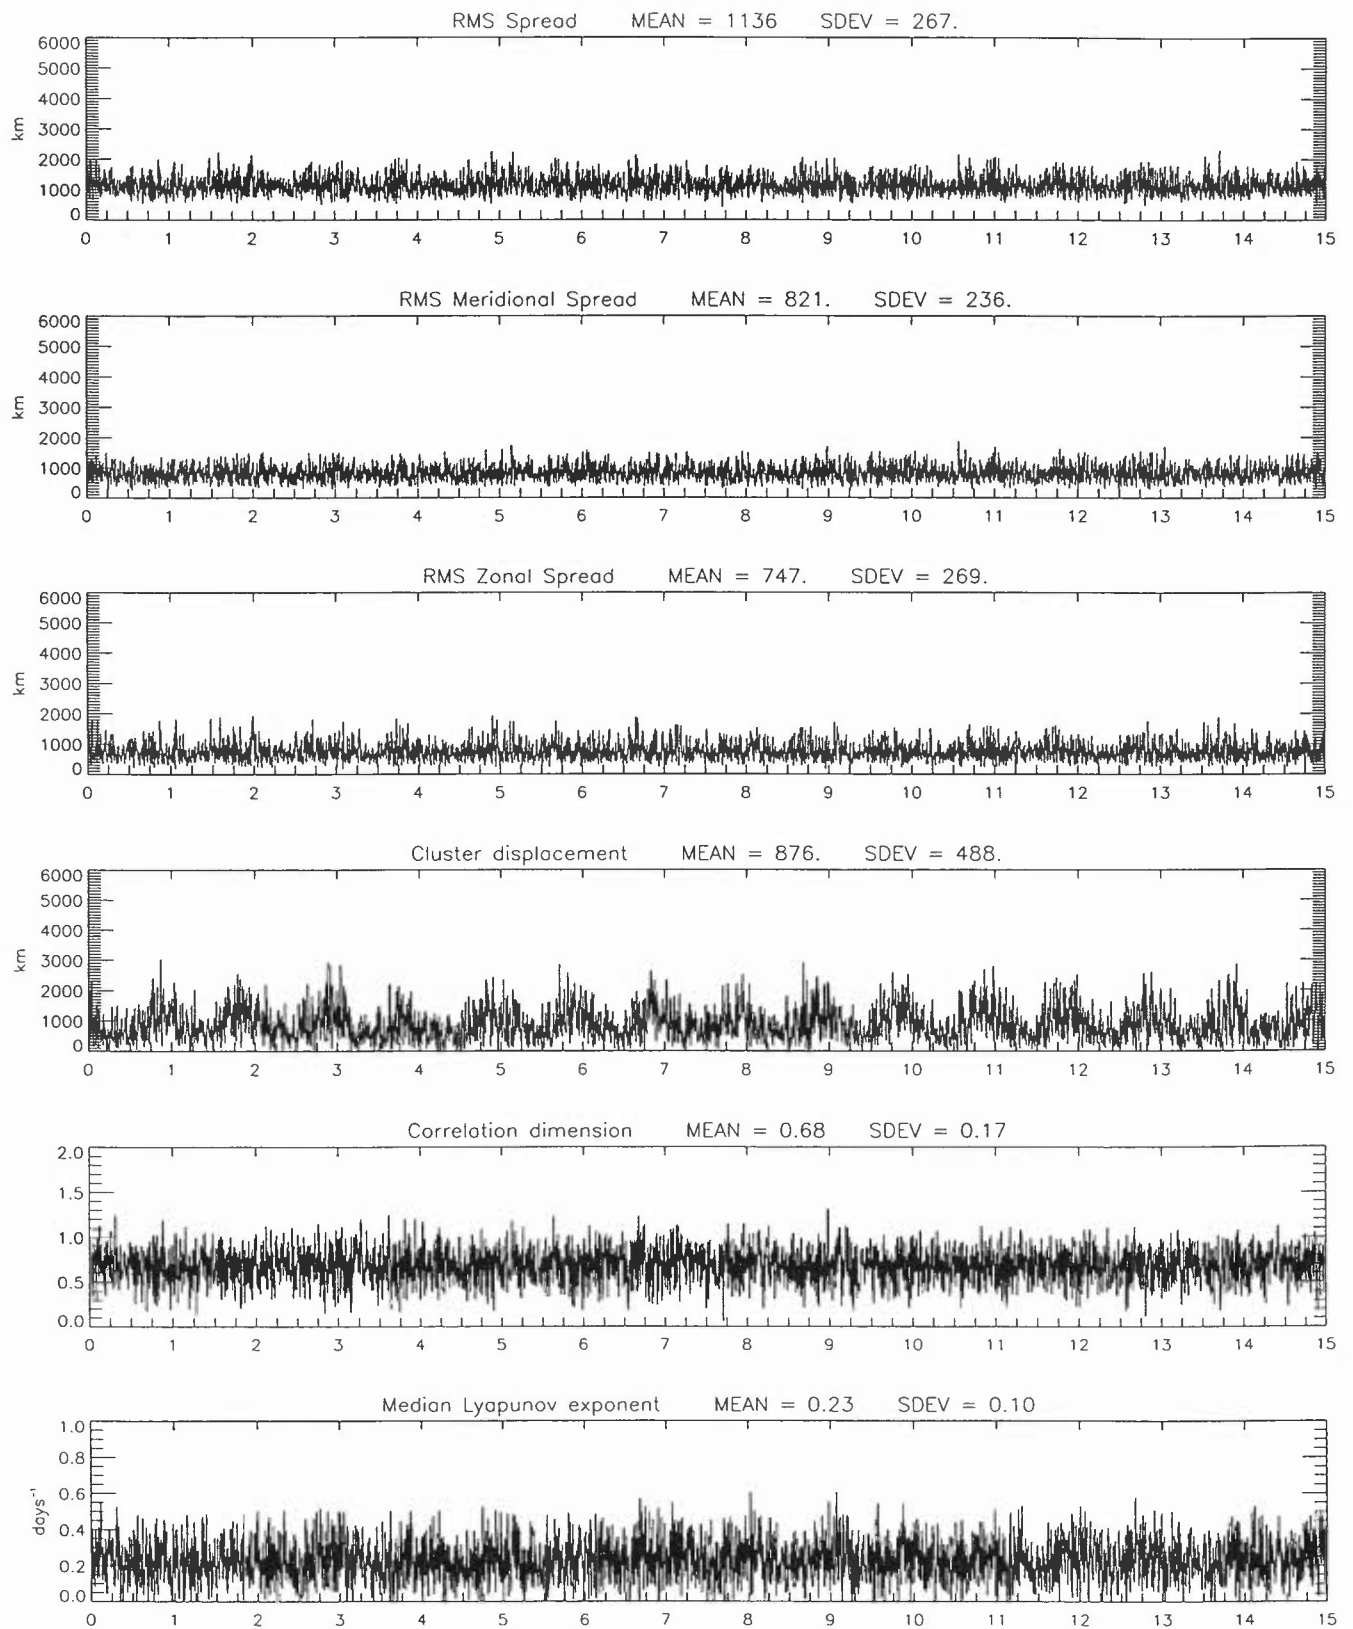 RMS Spread MEAN = 1136 SDEV = 267.
6000
5000
4000
3000
2000
1000
0
km
0 1 2 3 4 5 6 7 8 9 10 11 12 13 14 15
RMS Meridional Spread MEAN = 821. SDEV = 236.
6000
5000
4000
3000
2000
1000
0
km
0 1 2 3 4 5 6 7 8 9 10 11 12 13 14 15
RMS Zonal Spread MEAN = 747. SDEV = 269.
6000
5000
4000
3000
2000
1000
0
km
0 1 2 3 4 5 6 7 8 9 10 11 12 13 14 15
Cluster displacement MEAN = 876. SDEV = 488.
6000
5000
4000
3000
2000
1000
0
km
0 1 2 3 4 5 6 7 8 9 10 11 12 13 14 15
Correlation dimension MEAN = 0.68 SDEV = 0.17
2.0
1.5
1.0
0.5
0.0
0 1 2 3 4 5 6 7 8 9 10 11 12 13 14 15
Median Lyapunov exponent MEAN = 0.23 SDEV = 0.10
1.0
0.8
0.6
0.4
0.2
0.0
days⁻¹
0 1 2 3 4 5 6 7 8 9 10 11 12 13 14 15